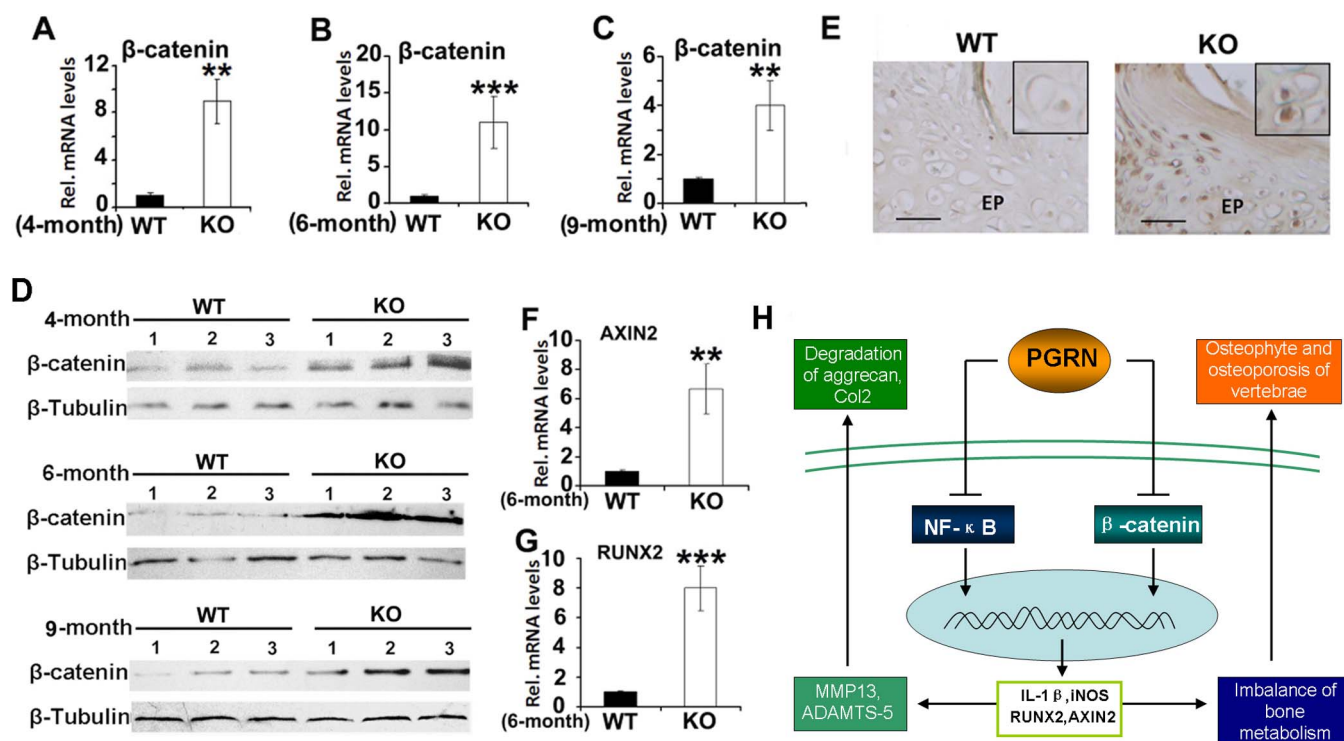 A
β-catenin
Rel. mRNA levels
12
8
4
0
**
(4-month) WT KO
B
β-catenin
Rel. mRNA levels
20
15
10
5
0
***
(6-month) WT KO
C
β-catenin
Rel. mRNA levels
6
4
2
0
**
(9-month) WT KO
E
WT KO
EP EP
D
WT KO
4-month
1 2 3 1 2 3
β-catenin
β-Tubulin
WT KO
6-month
1 2 3 1 2 3
β-catenin
β-Tubulin
WT KO
9-month
1 2 3 1 2 3
β-catenin
β-Tubulin
F
AXIN2
Rel. mRNA levels
10
8
6
4
2
0
**
(6-month) WT KO
G
RUNX2
Rel. mRNA levels
10
8
6
4
2
0
***
(6-month) WT KO
H
PGRN
Degradation
of aggrecan,
Col2
Osteophyte and
osteoporosis of
vertebrae
NF-κB
β-catenin
MMP13,
ADAMTS-5
IL-1β,iNOS
RUNX2,AXIN2
Imbalance of
bone
metabolism